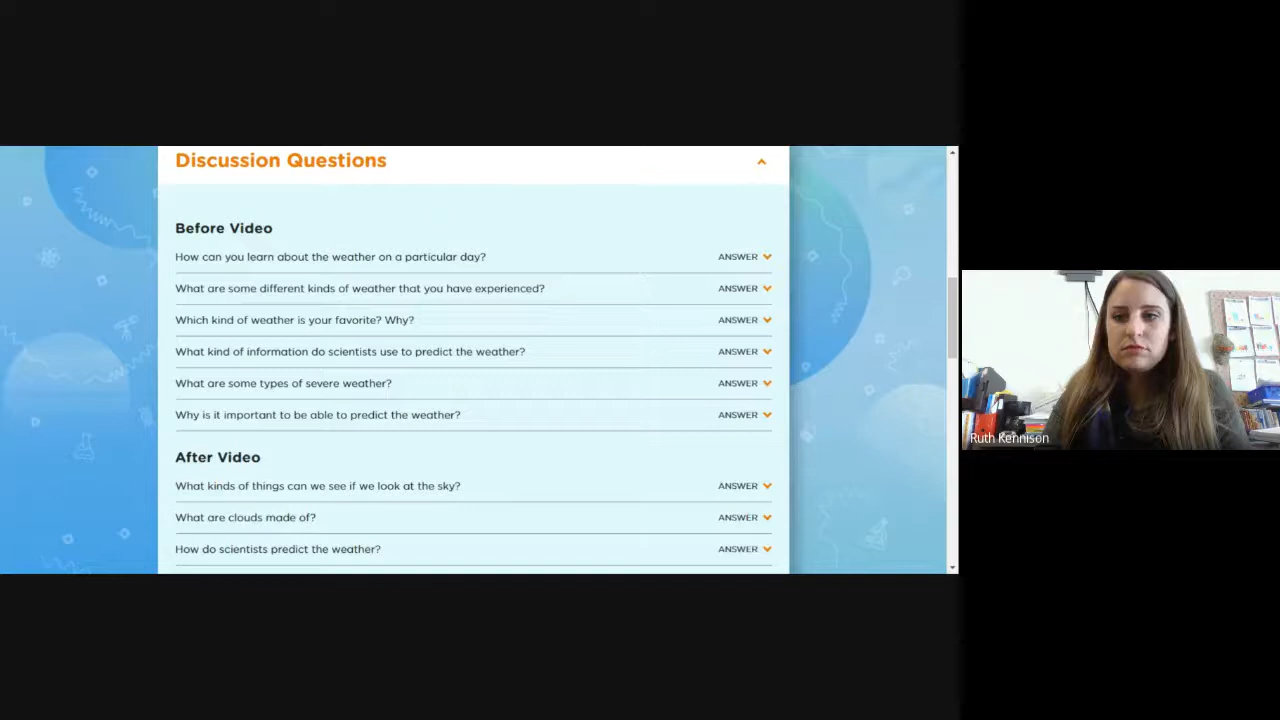 Discussion Questions
Before Video
How can you learn about the weather on a particular day? ANSWER
What are some different kinds of weather that you have experienced? ANSWER
Which kind of weather is your favorite? Why? ANSWER
What kind of information do scientists use to predict the weather? ANSWER
What are some types of severe weather? ANSWER
Why is it important to be able to predict the weather? ANSWER
After Video
What kinds of things can we see if we look at the sky? ANSWER
What are clouds made of? ANSWER
How do scientists predict the weather? ANSWER
Ruth Kennison